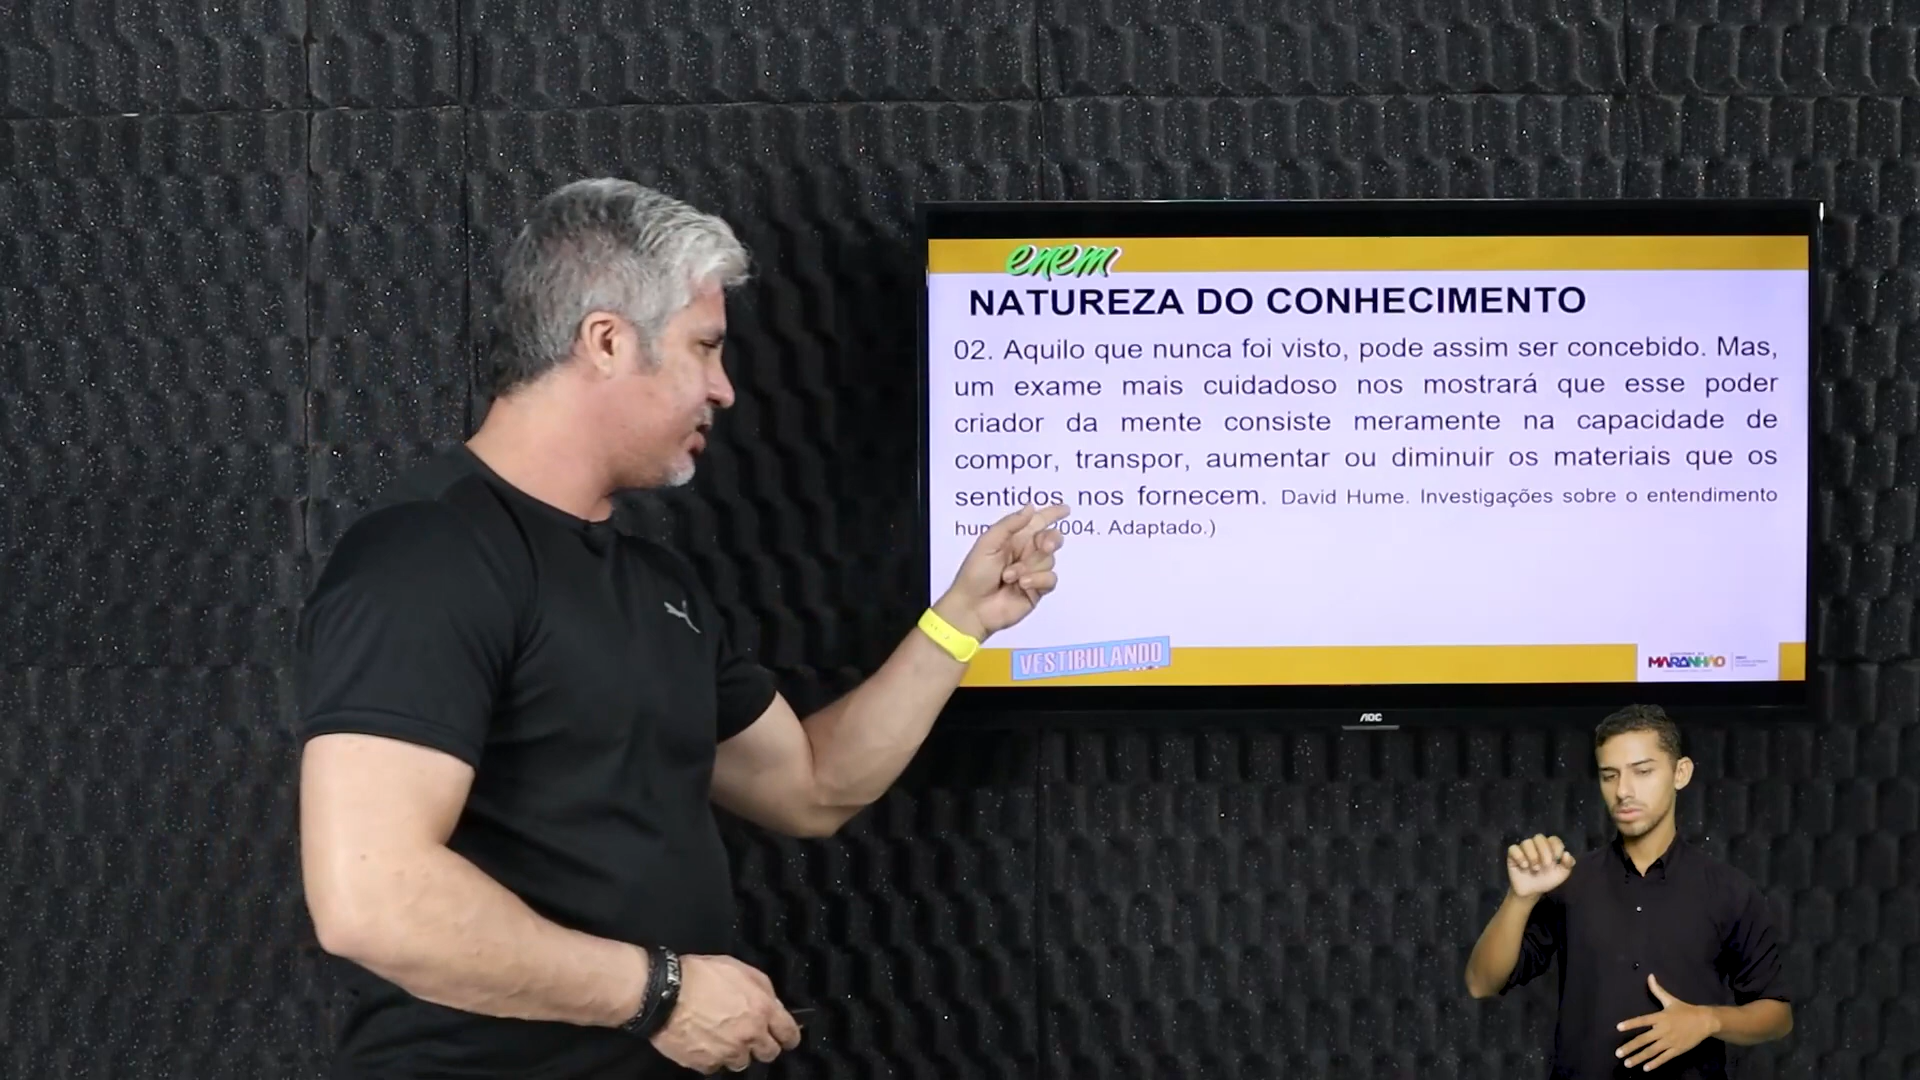 enem
NATUREZA DO CONHECIMENTO
02. Aquilo que nunca foi visto, pode assim ser concebido. Mas,
um exame mais cuidadoso nos mostrará que esse poder
criador da mente consiste meramente na capacidade de
compor, transpor, aumentar ou diminuir os materiais que os
sentidos nos fornecem. David Hume. Investigações sobre o entendimento
2004. Adaptado.)
VESTIBULANDO
MARANHÃO
AOC